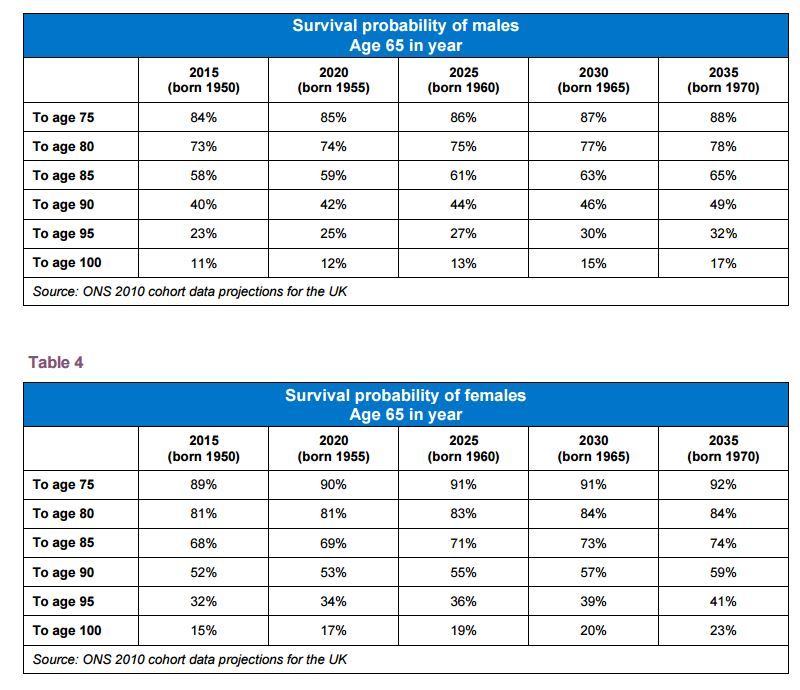 Survival probability of males
Age 65 in year
2015 2020 2025 2030 2035
(born 1950) (born 1955) (born 1960) (born 1965) (born 1970)
To age 75 84% 85% 86% 87% 88%
To age 80 73% 74% 75% 77% 78%
To age 85 58% 59% 61% 63% 65%
To age 90 40% 42% 44% 46% 49%
To age 95 23% 25% 27% 30% 32%
To age 100 11% 12% 13% 15% 17%
Source: ONS 2010 cohort data projections for the UK
Table 4
Survival probability of females
Age 65 in year
2015 2020 2025 2030 2035
(born 1950) (born 1955) (born 1960) (born 1965) (born 1970)
To age 75 89% 90% 91% 91% 92%
To age 80 81% 81% 83% 84% 84%
To age 85 68% 69% 71% 73% 74%
To age 90 52% 53% 55% 57% 59%
To age 95 32% 34% 36% 39% 41%
To age 100 15% 17% 19% 20% 23%
Source: ONS 2010 cohort data projections for the UK